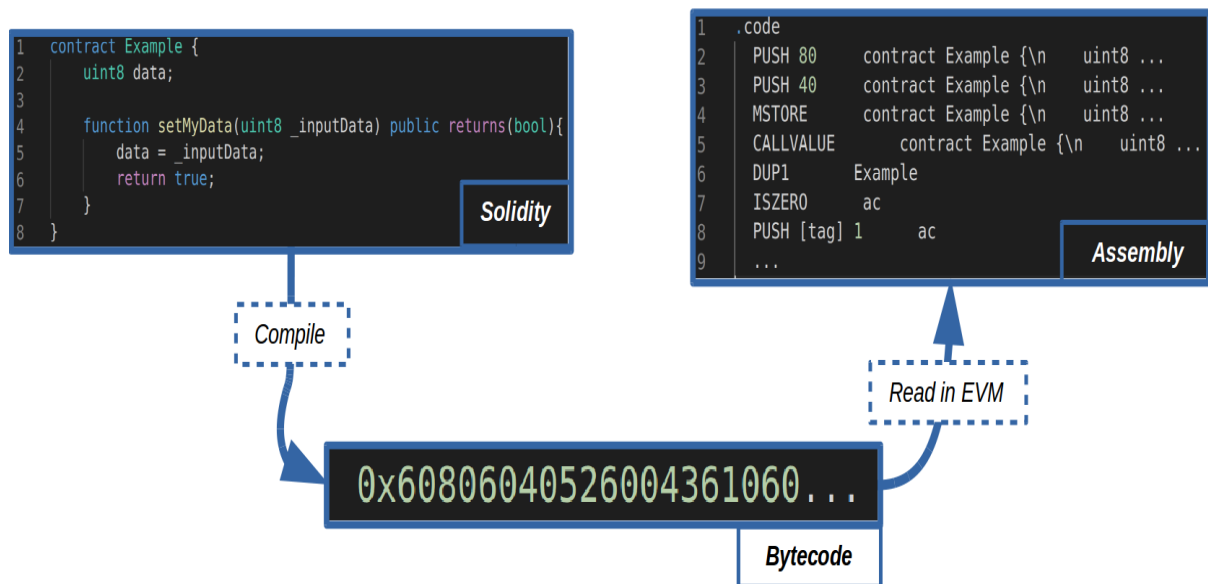 1 contract Example {
2 uint8 data;
3
4 function setMyData(uint8 _inputData) public returns(bool){
5 data = _inputData;
6 return true;
7 }
8 }
Solidity
Compile
0x60806040526004361060...
Bytecode
Read in EVM
1 .code
2 PUSH 80 contract Example {\n uint8 ...
3 PUSH 40 contract Example {\n uint8 ...
4 MSTORE contract Example {\n uint8 ...
5 CALLVALUE contract Example {\n uint8 ...
6 DUP1 Example
7 ISZERO ac
8 PUSH [tag] 1 ac
9 ...
Assembly